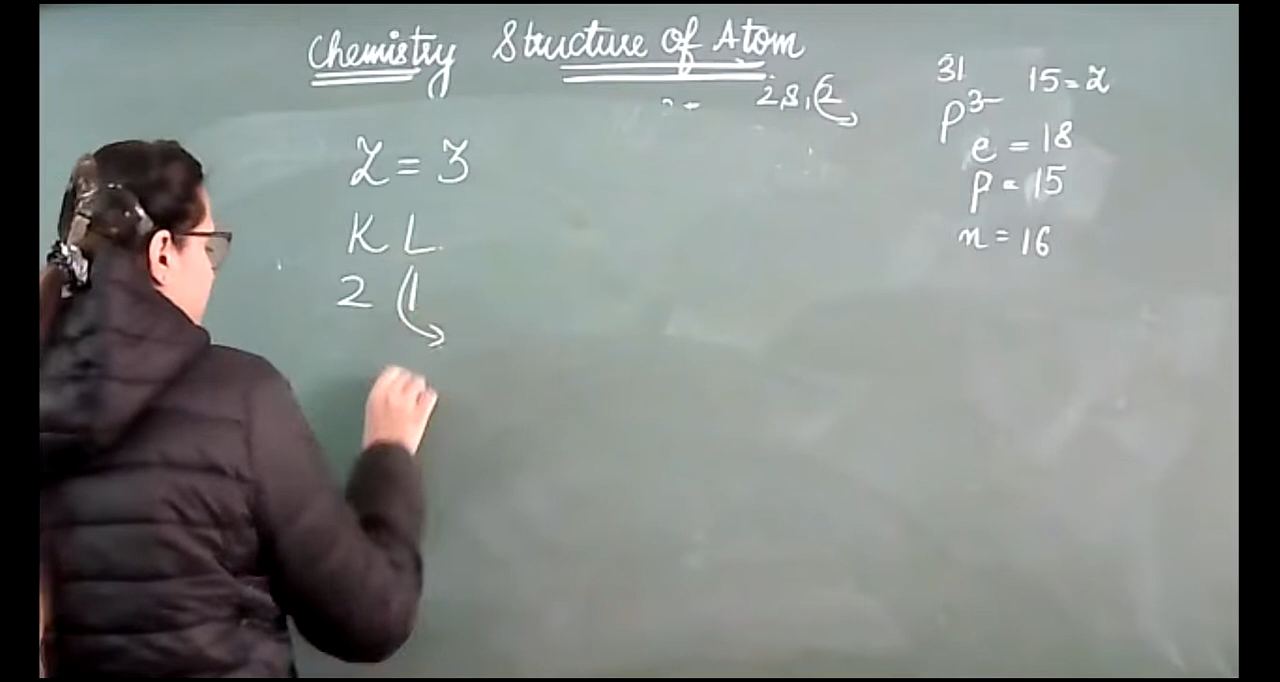 Chemistry Structure of Atom
2,8,2
Z = 3
K L
2 1
31 15 = Z
P3-
e = 18
p = 15
n = 16